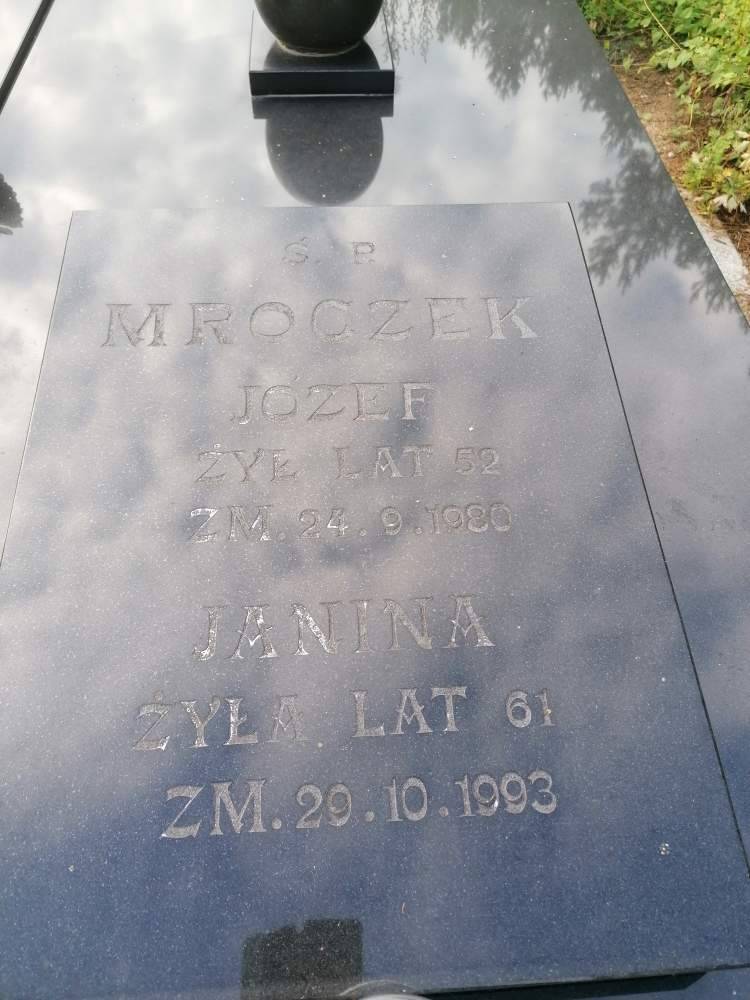 Ś. P.
MROCZEK
JÓZEF
ŻYŁ LAT 52
ZM. 24.9.1980
JANINA
ŻYŁA LAT 61
ZM. 29.10.1993